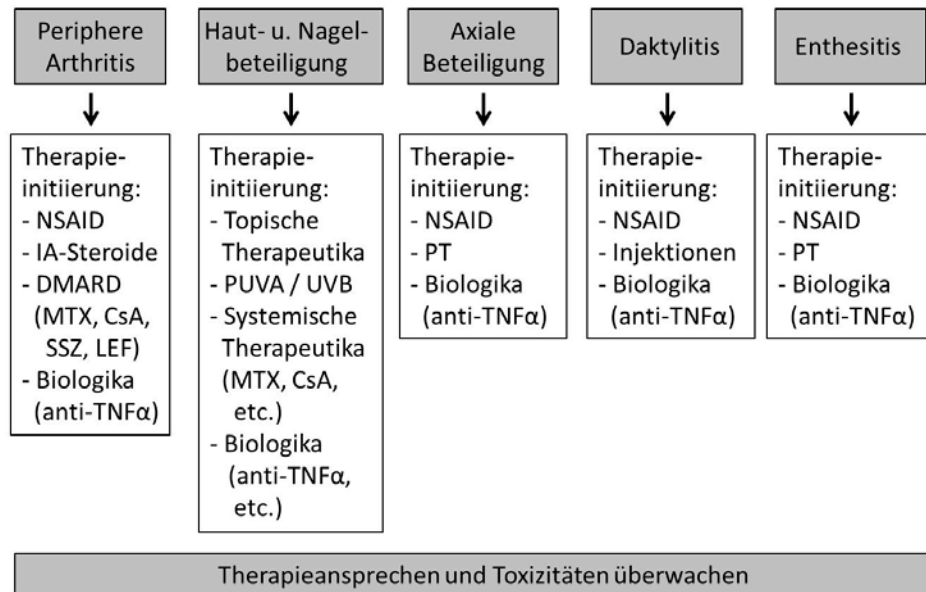 Periphere
Arthritis
Haut- u. Nagel-
beteiligung
Axiale
Beteiligung
Daktylitis
Enthesitis
Therapie-
initiierung:
- NSAID
- IA-Steroide
- DMARD
(MTX, CsA,
SSZ, LEF)
- Biologika
(anti-TNFα)
Therapie-
initiierung:
- Topische
Therapeutika
- PUVA / UVB
- Systemische
Therapeutika
(MTX, CsA,
etc.)
- Biologika
(anti-TNFα,
etc.)
Therapie-
initiierung:
- NSAID
- PT
- Biologika
(anti-TNFα)
Therapie-
initiierung:
- NSAID
- Injektionen
- Biologika
(anti-TNFα)
Therapie-
initiierung:
- NSAID
- PT
- Biologika
(anti-TNFα)
Therapieansprechen und Toxizitäten überwachen